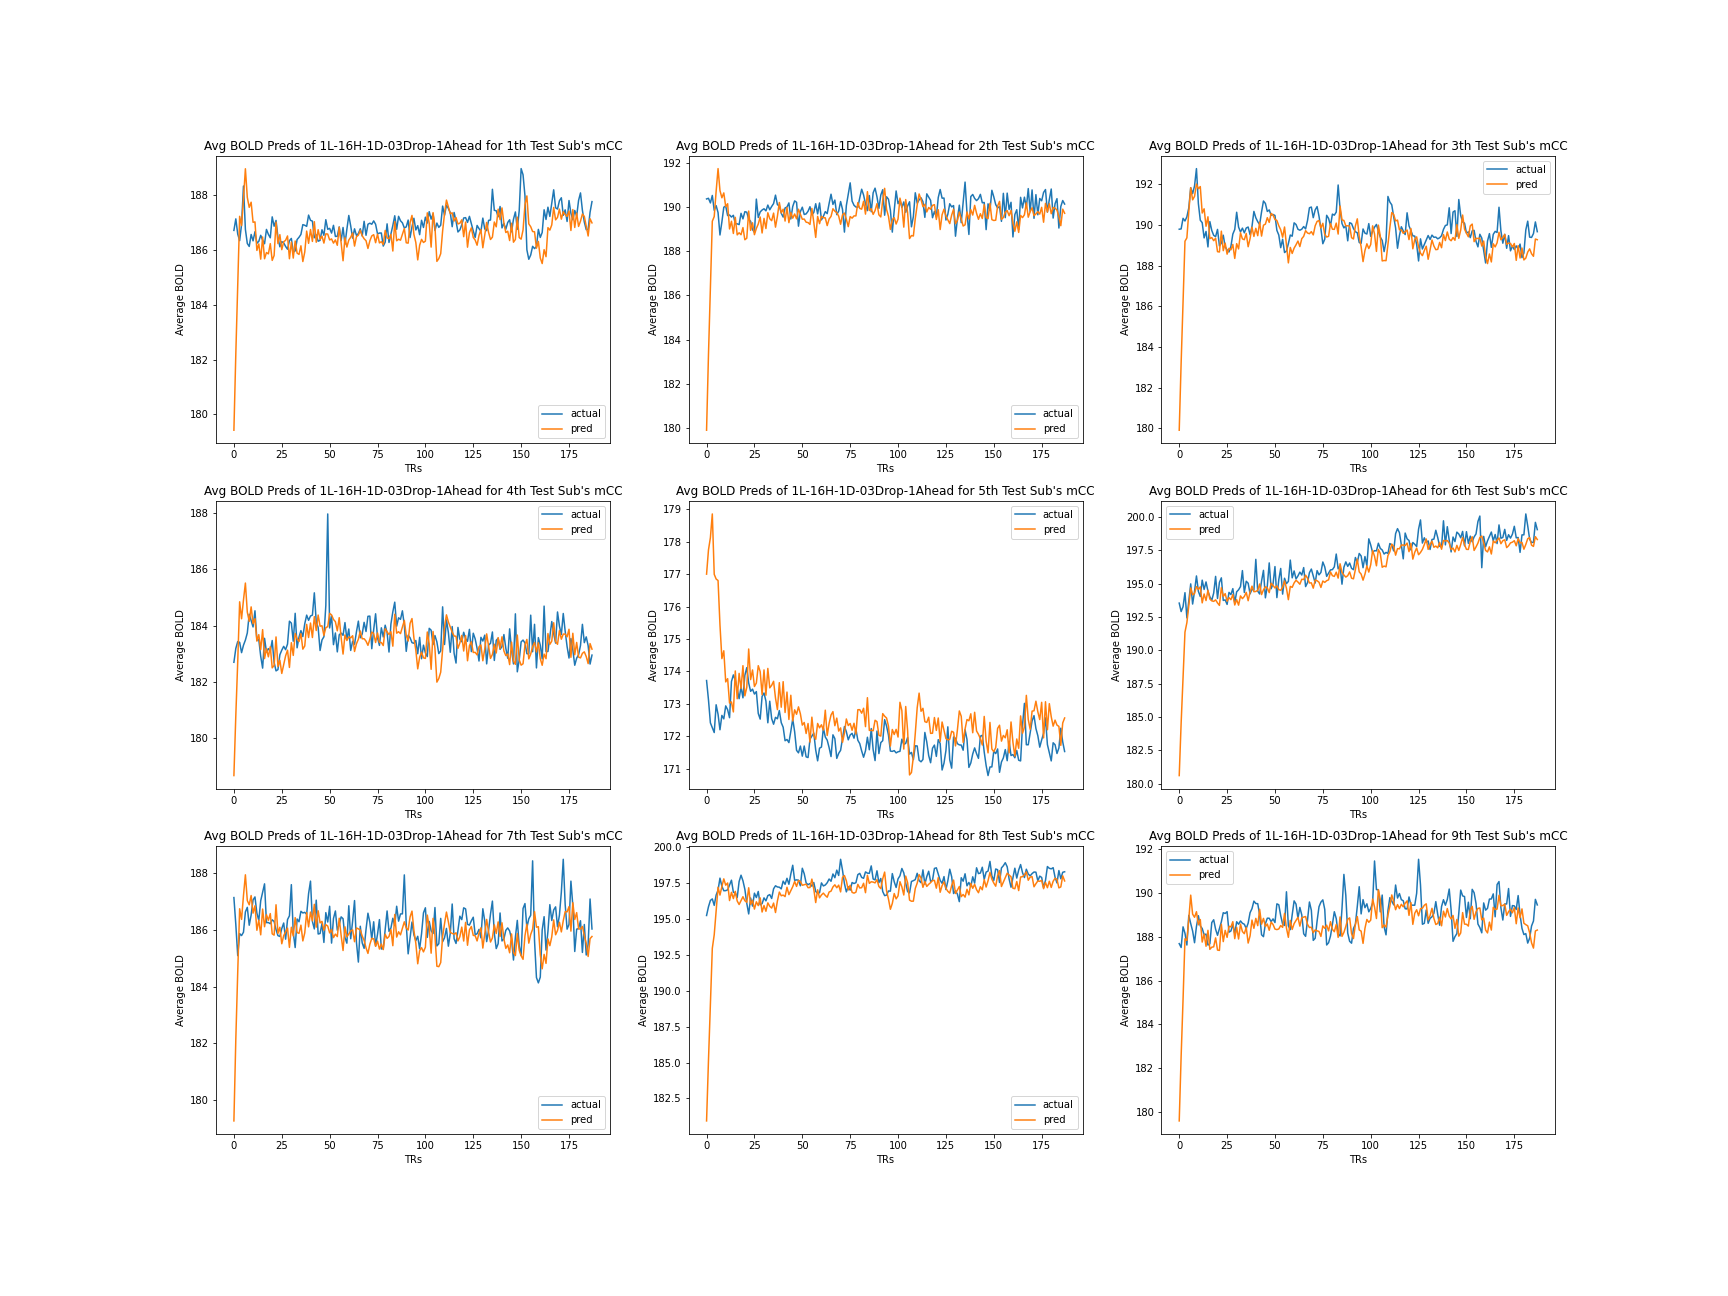 Avg BOLD Preds of 1L-16H-1D-03Drop-1Ahead for 1th Test Sub's mCC
Average BOLD
188
186
184
182
180
0 25 50 75 100 125 150 175
TRs
actual
pred
Avg BOLD Preds of 1L-16H-1D-03Drop-1Ahead for 2th Test Sub's mCC
Average BOLD
192
190
188
186
184
182
180
0 25 50 75 100 125 150 175
TRs
actual
pred
Avg BOLD Preds of 1L-16H-1D-03Drop-1Ahead for 3th Test Sub's mCC
Average BOLD
192
190
188
186
184
182
180
0 25 50 75 100 125 150 175
TRs
actual
pred
Avg BOLD Preds of 1L-16H-1D-03Drop-1Ahead for 4th Test Sub's mCC
Average BOLD
188
186
184
182
180
0 25 50 75 100 125 150 175
TRs
actual
pred
Avg BOLD Preds of 1L-16H-1D-03Drop-1Ahead for 5th Test Sub's mCC
Average BOLD
179
178
177
176
175
174
173
172
171
0 25 50 75 100 125 150 175
TRs
actual
pred
Avg BOLD Preds of 1L-16H-1D-03Drop-1Ahead for 6th Test Sub's mCC
Average BOLD
200.0
197.5
195.0
192.5
190.0
187.5
185.0
182.5
180.0
0 25 50 75 100 125 150 175
TRs
actual
pred
Avg BOLD Preds of 1L-16H-1D-03Drop-1Ahead for 7th Test Sub's mCC
Average BOLD
188
186
184
182
180
0 25 50 75 100 125 150 175
TRs
actual
pred
Avg BOLD Preds of 1L-16H-1D-03Drop-1Ahead for 8th Test Sub's mCC
Average BOLD
200.0
197.5
195.0
192.5
190.0
187.5
185.0
182.5
0 25 50 75 100 125 150 175
TRs
actual
pred
Avg BOLD Preds of 1L-16H-1D-03Drop-1Ahead for 9th Test Sub's mCC
Average BOLD
192
190
188
186
184
182
180
0 25 50 75 100 125 150 175
TRs
actual
pred